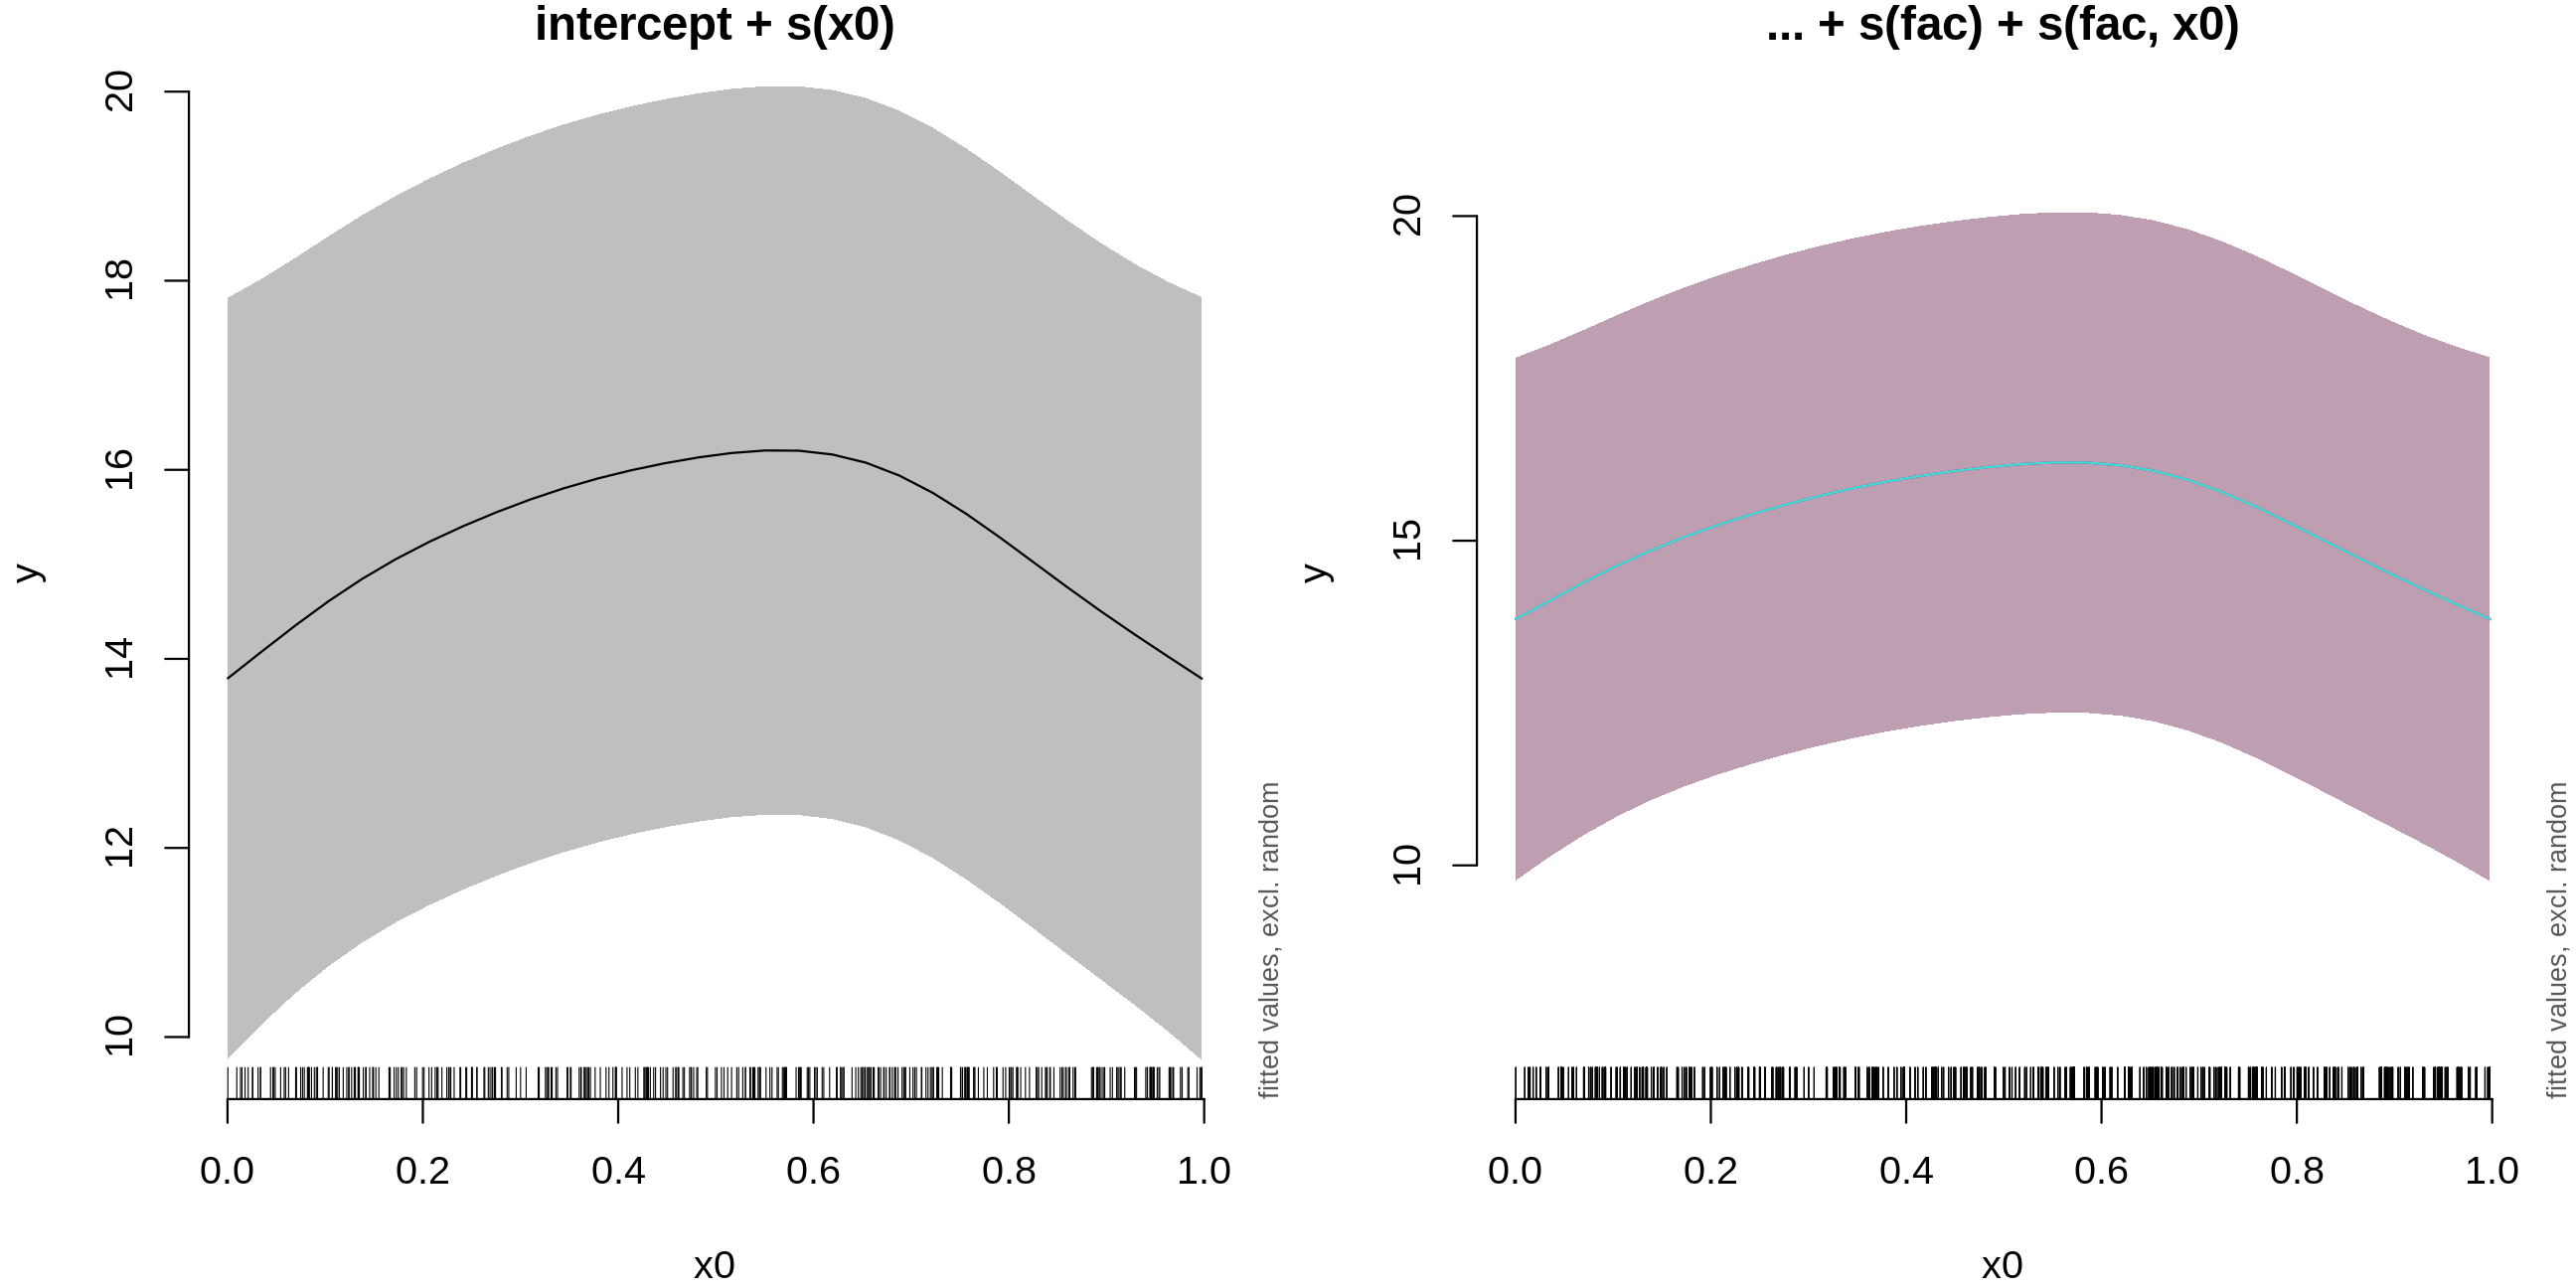 intercept + s(x0)
y
20
18
16
14
12
10
0.0 0.2 0.4 0.6 0.8 1.0
x0
fitted values, excl. random
... + s(fac) + s(fac, x0)
y
20
15
10
0.0 0.2 0.4 0.6 0.8 1.0
x0
fitted values, excl. random